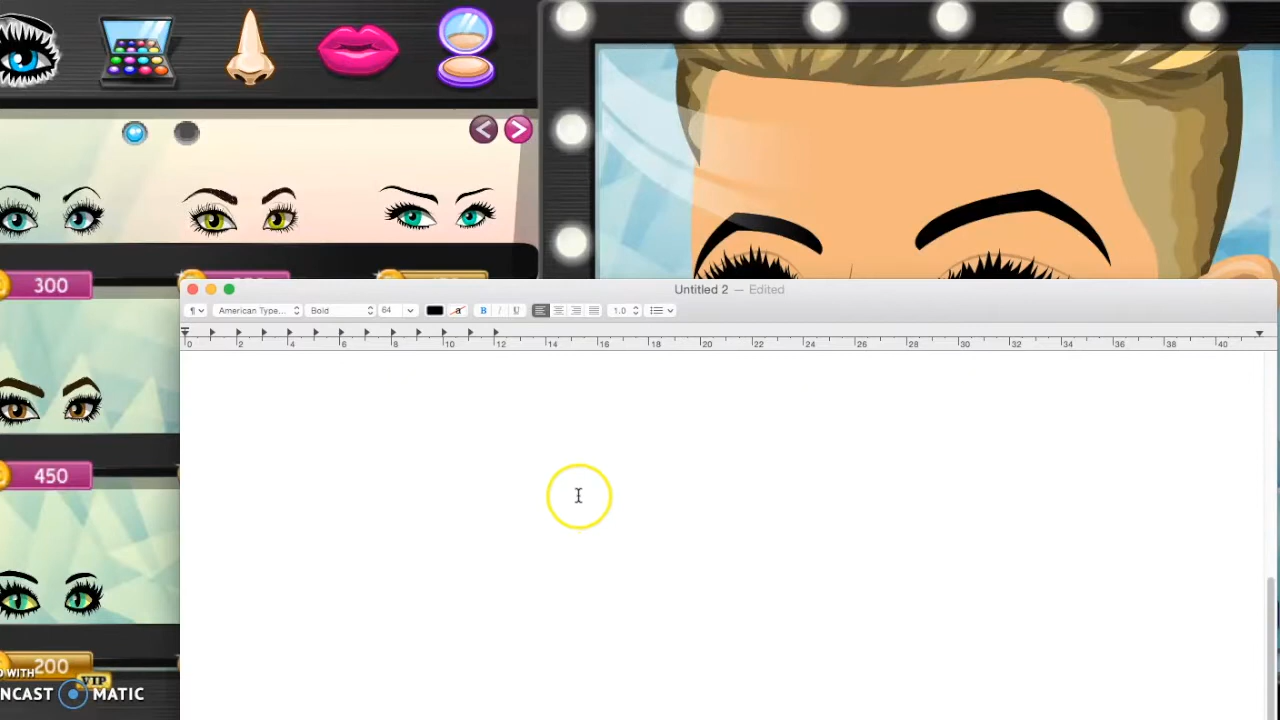 300
Untitled 2 — Edited
¶ American Type... Bold 64 a B I U 1.0
0 2 4 6 8 10 12 14 16 18 20 22 24 26 28 30 32 34 36 38 40
450
200
VIP
D WITH
NCAST MATIC